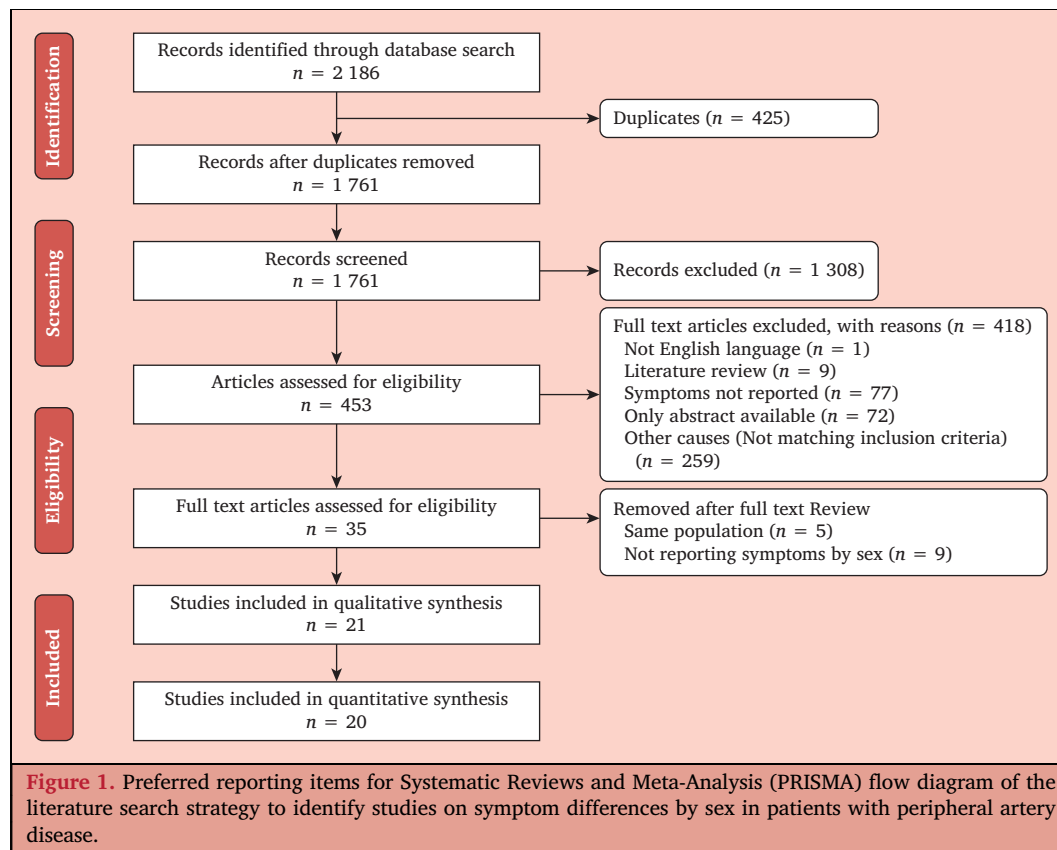 Identification
Records identified through database search
n = 2 186
Duplicates (n = 425)
Records after duplicates removed
n = 1 761
Screening
Records screened
n = 1 761
Records excluded (n = 1 308)
Full text articles excluded, with reasons (n = 418)
Not English language (n = 1)
Literature review (n = 9)
Symptoms not reported (n = 77)
Only abstract available (n = 72)
Other causes (Not matching inclusion criteria)
(n = 259)
Articles assessed for eligibility
n = 453
Eligibility
Full text articles assessed for eligibility
n = 35
Removed after full text Review
Same population (n = 5)
Not reporting symptoms by sex (n = 9)
Included
Studies included in qualitative synthesis
n = 21
Studies included in quantitative synthesis
n = 20
Figure 1. Preferred reporting items for Systematic Reviews and Meta-Analysis (PRISMA) flow diagram of the
literature search strategy to identify studies on symptom differences by sex in patients with peripheral artery
disease.